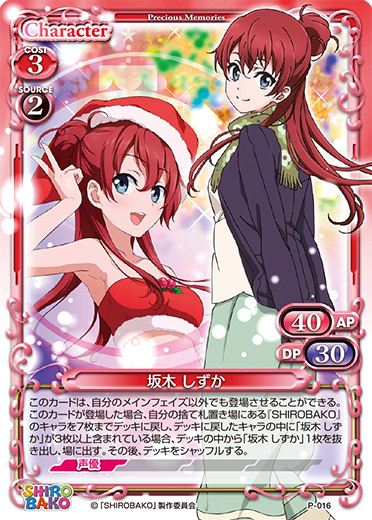 Precious Memories
Character
COST
3
SOURCE
2
40 AP
DP 30
坂木 しずか
このカードは、自分のメインフェイズ以外でも登場させることができる。
このカードが登場した場合、自分の捨て札置き場にある『SHIROBAKO』
のキャラを7枚までデッキに戻し、デッキに戻したキャラの中に「坂木 しず
か」が3枚以上含まれている場合、デッキの中から「坂木 しずか」1枚を抜
き出し、場に出す。その後、デッキをシャッフルする。
声優
SHIRO
BAKO
©「SHIROBAKO」製作委員会
P-016